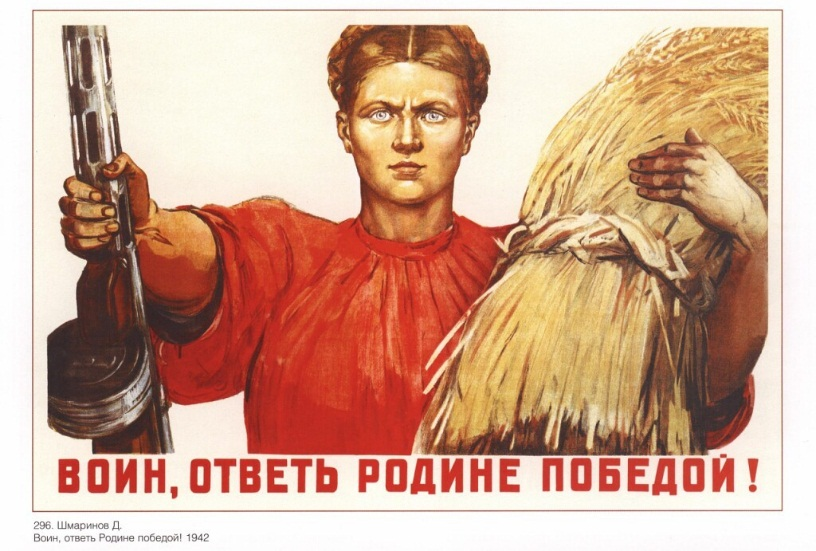 ВОИН, ОТВЕТЬ РОДИНЕ ПОБЕДОЙ!
296. Шмаринов Д.
Воин, ответь Родине победой! 1942